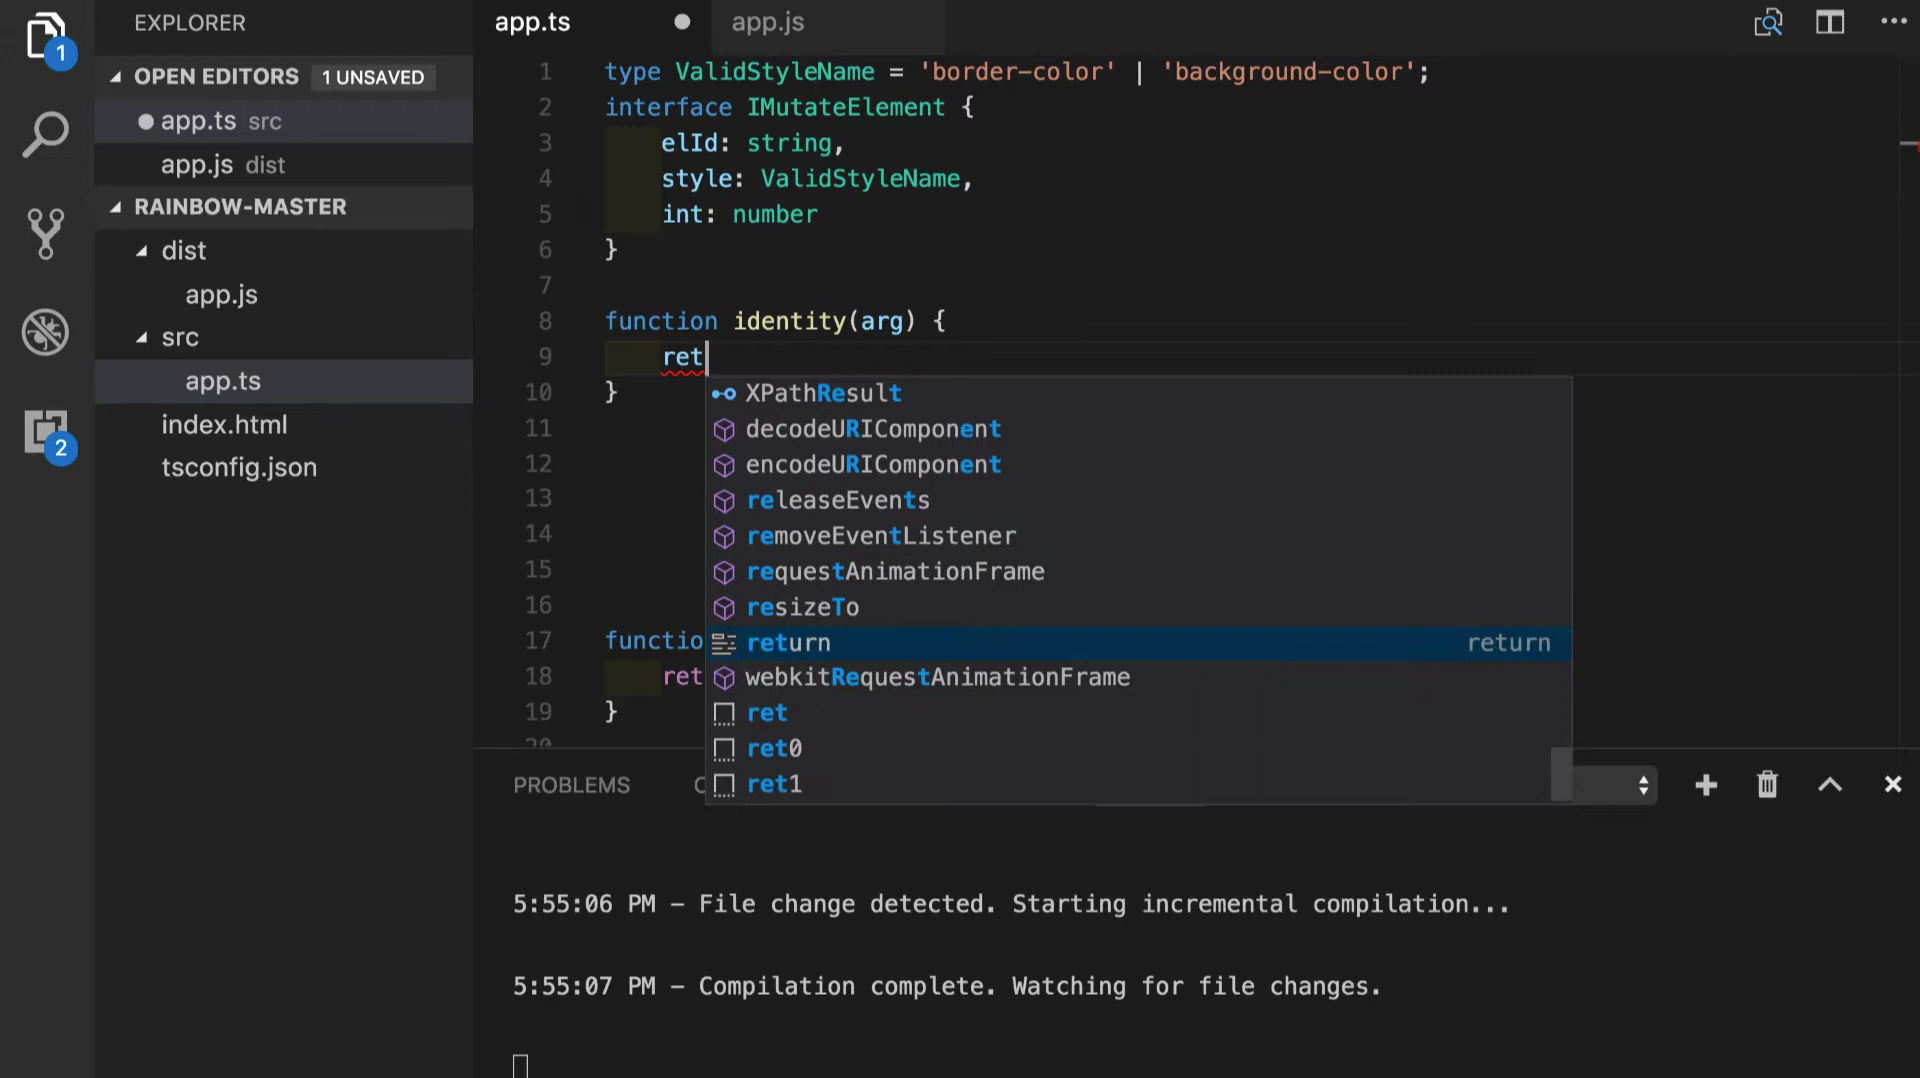 EXPLORER
OPEN EDITORS 1 UNSAVED
app.ts src
app.js dist
RAINBOW-MASTER
dist
app.js
src
app.ts
index.html
tsconfig.json
1
2
app.ts
app.js
1 type ValidStyleName = 'border-color' | 'background-color';
2 interface IMutateElement {
3 elId: string,
4 style: ValidStyleName,
5 int: number
6 }
7
8 function identity(arg) {
9 ret
10 }
11
12
13
14
15
16
17 functio
18 ret
19 }
20
XPathResult
decodeURIComponent
encodeURIComponent
releaseEvents
removeEventListener
requestAnimationFrame
resizeTo
return return
webkitRequestAnimationFrame
ret
ret0
ret1
PROBLEMS
5:55:06 PM – File change detected. Starting incremental compilation...
5:55:07 PM – Compilation complete. Watching for file changes.